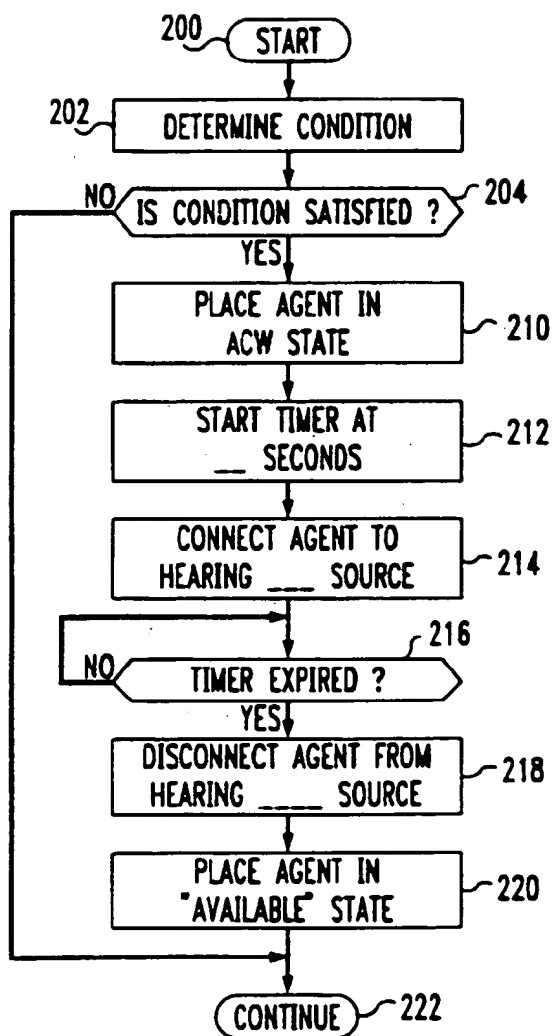 200
START
202
DETERMINE CONDITION
NO
IS CONDITION SATISFIED ?
204
YES
PLACE AGENT IN
ACW STATE
210
START TIMER AT
__ SECONDS
212
CONNECT AGENT TO
HEARING ___ SOURCE
214
216
NO
TIMER EXPIRED ?
YES
DISCONNECT AGENT FROM
HEARING ____ SOURCE
218
PLACE AGENT IN
"AVAILABLE" STATE
220
CONTINUE
222